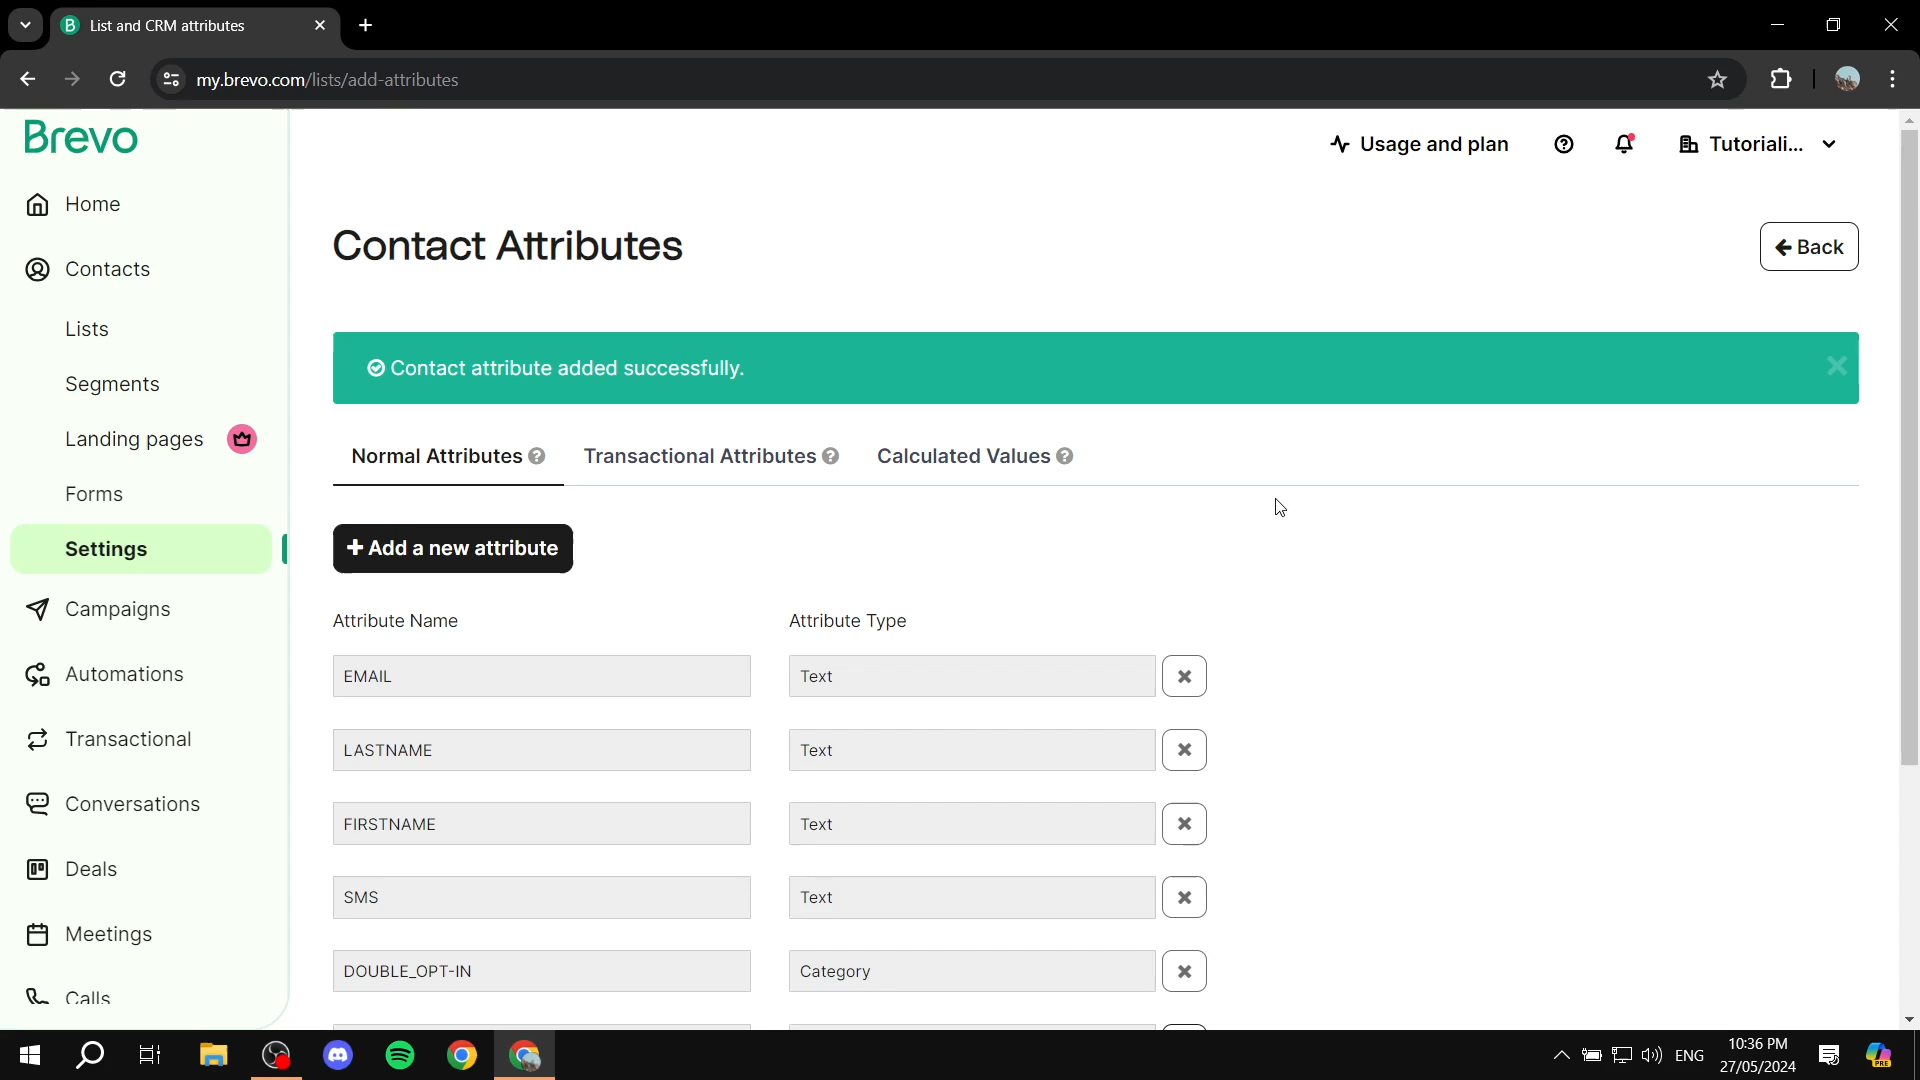 List and CRM attributes
my.brevo.com/lists/add-attributes
Brevo
Usage and plan
Tutoriali...
Home
Contacts
Lists
Segments
Landing pages
Forms
Settings
Campaigns
Automations
Transactional
Conversations
Deals
Meetings
Calls
Contact Attributes
Back
Contact attribute added successfully.
Normal Attributes
Transactional Attributes
Calculated Values
Add a new attribute
Attribute Name
Attribute Type
EMAIL
Text
LASTNAME
Text
FIRSTNAME
Text
SMS
Text
DOUBLE_OPT-IN
Category
ENG
10:36 PM
27/05/2024
PRE